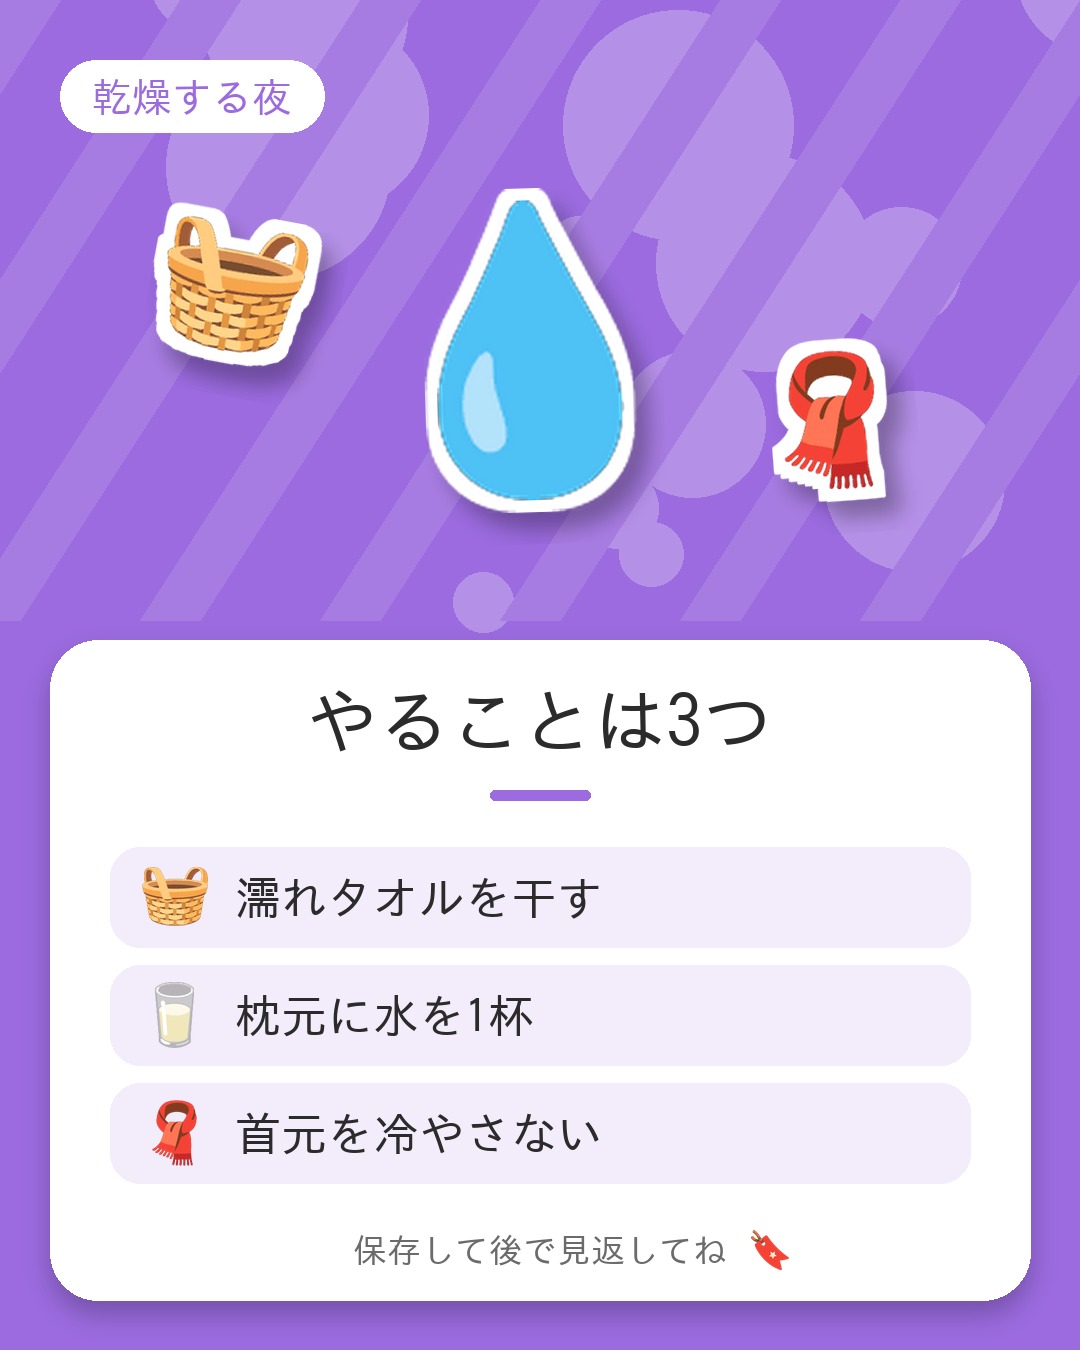 乾燥する夜
やることは3つ
濡れタオルを干す
枕元に水を1杯
首元を冷やさない
保存して後で見返してね